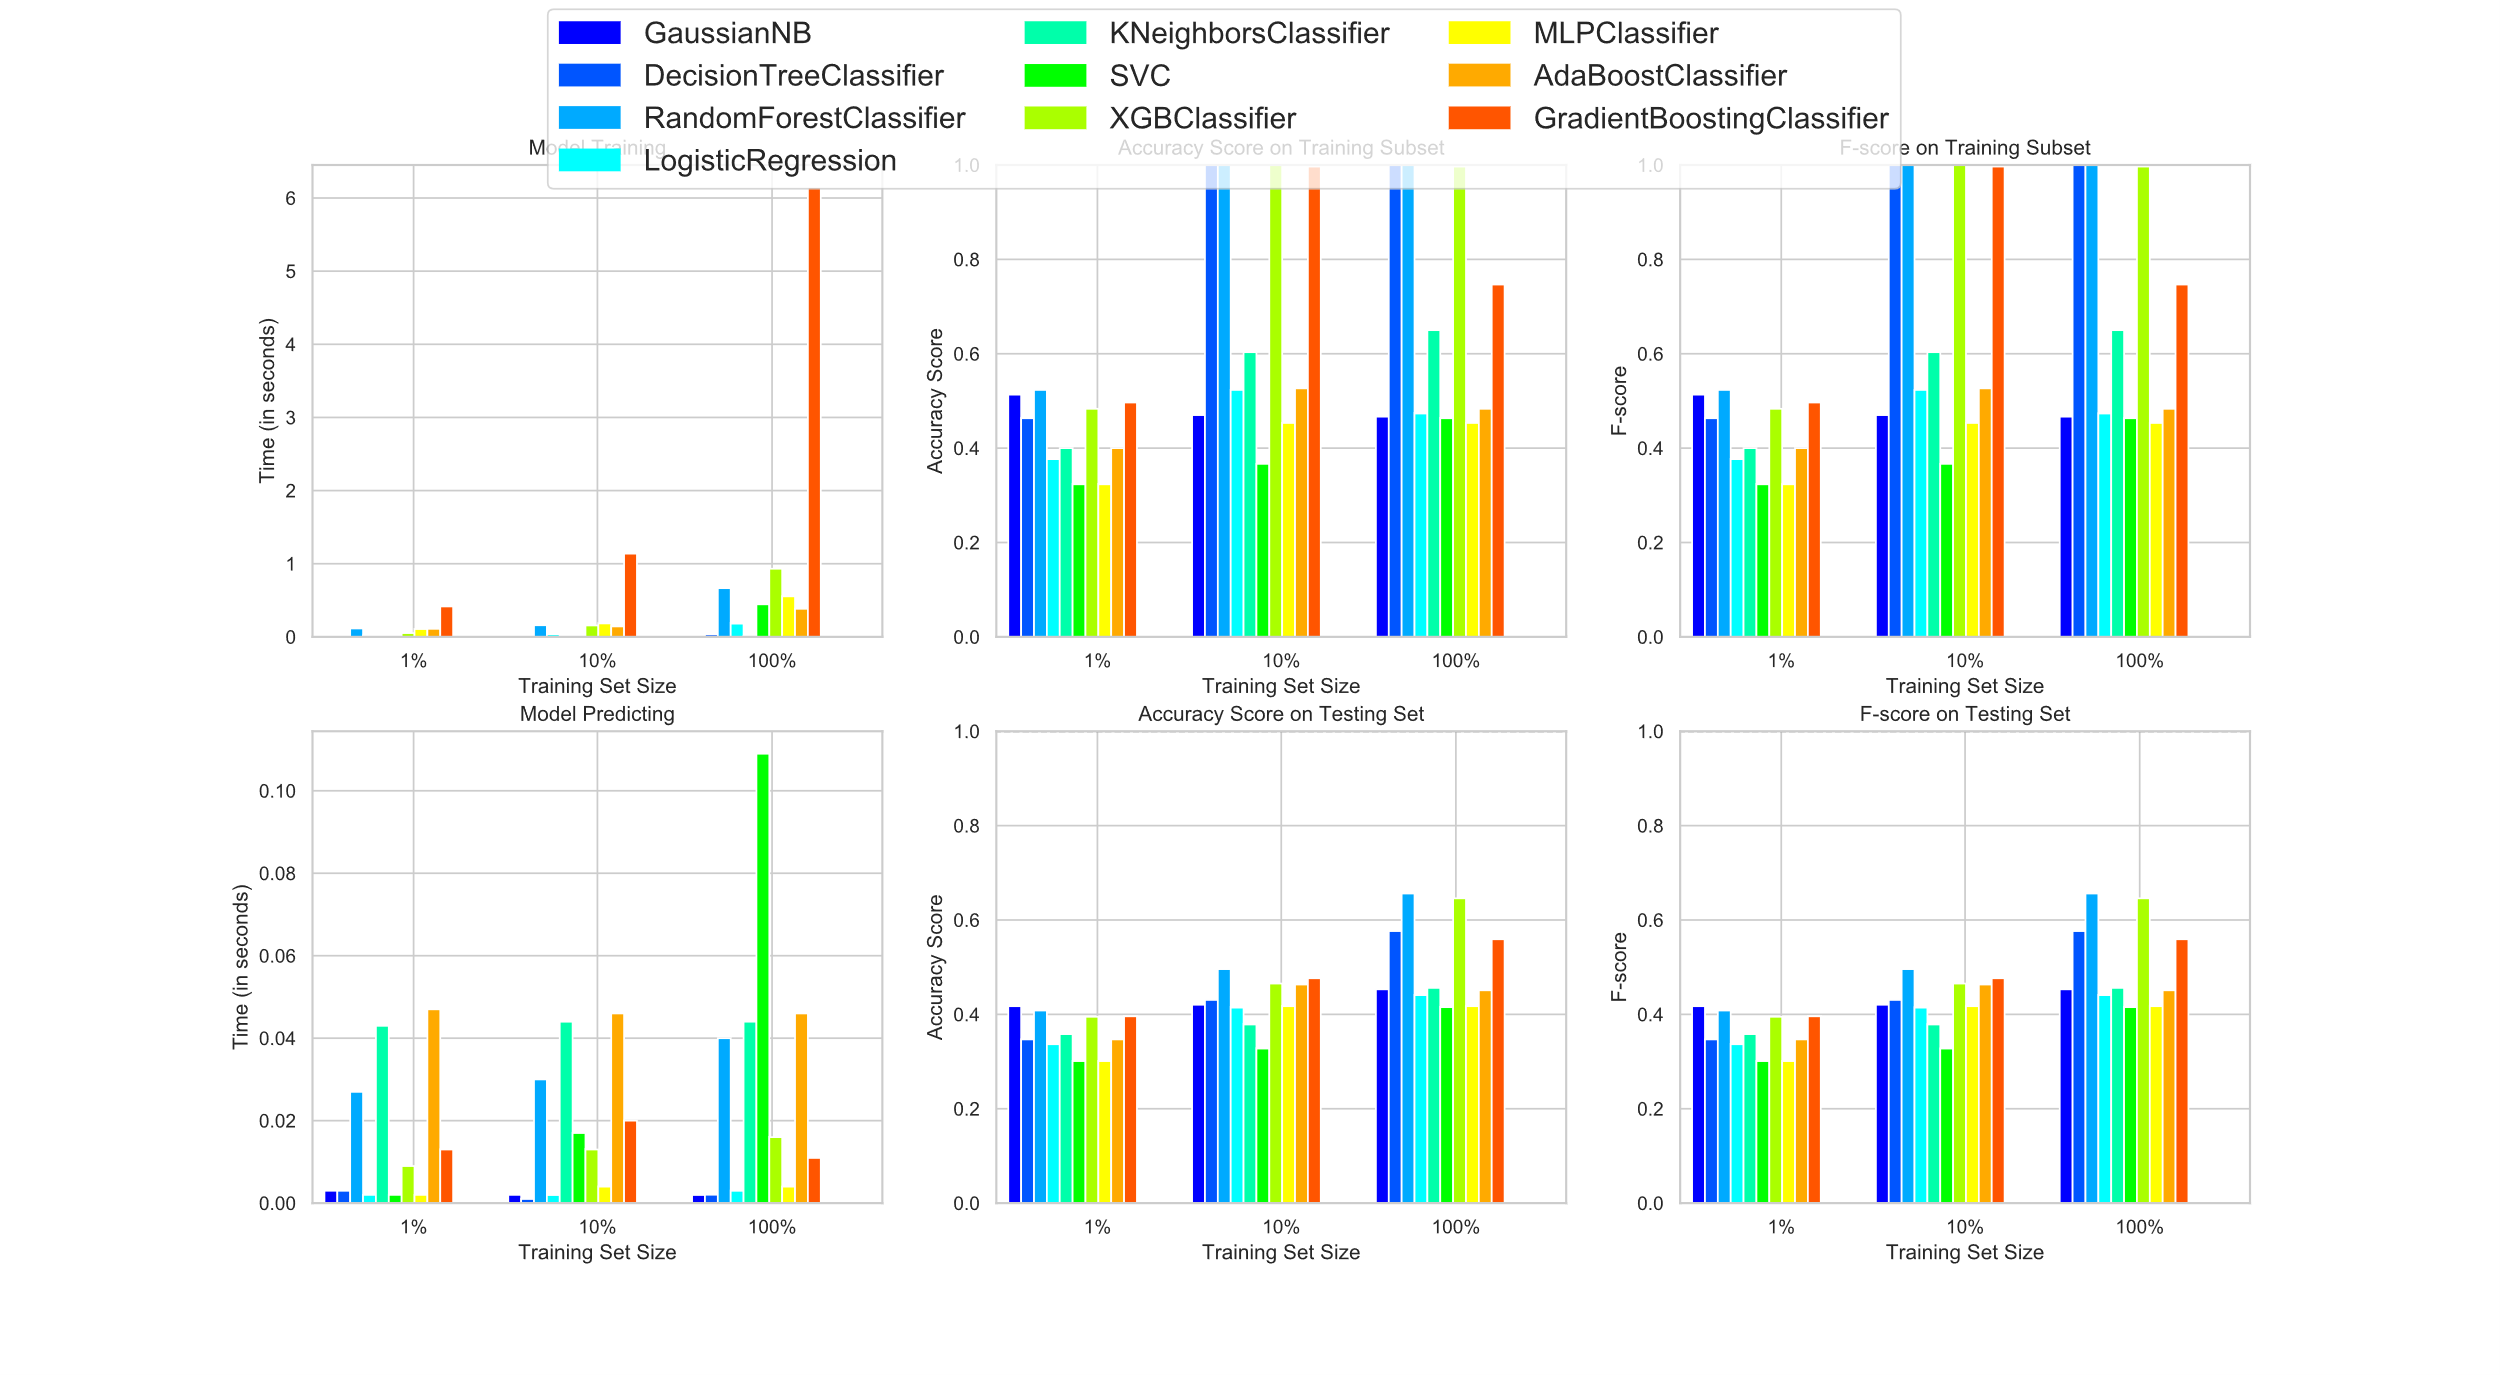 GaussianNB
DecisionTreeClassifier
RandomForestClassifier
LogisticRegression
KNeighborsClassifier
SVC
XGBClassifier
MLPClassifier
AdaBoostClassifier
GradientBoostingClassifier
Model Training
6
5
4
3
2
1
0
Time (in seconds)
1% 10% 100%
Training Set Size
Accuracy Score on Training Subset
1.0
0.8
0.6
0.4
0.2
0.0
Accuracy Score
1% 10% 100%
Training Set Size
F-score on Training Subset
1.0
0.8
0.6
0.4
0.2
0.0
F-score
1% 10% 100%
Training Set Size
Model Predicting
0.10
0.08
0.06
0.04
0.02
0.00
Time (in seconds)
1% 10% 100%
Training Set Size
Accuracy Score on Testing Set
1.0
0.8
0.6
0.4
0.2
0.0
Accuracy Score
1% 10% 100%
Training Set Size
F-score on Testing Set
1.0
0.8
0.6
0.4
0.2
0.0
F-score
1% 10% 100%
Training Set Size